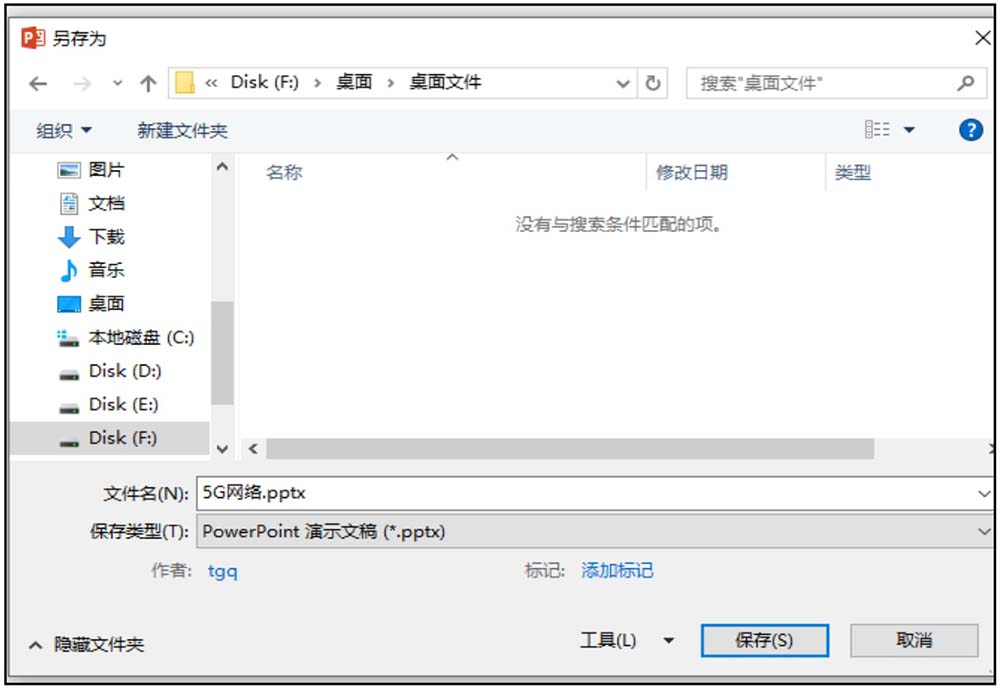 另存为
« Disk (F:) › 桌面 › 桌面文件
搜索"桌面文件"
组织
新建文件夹
图片
文档
下载
音乐
桌面
本地磁盘 (C:)
Disk (D:)
Disk (E:)
Disk (F:)
名称 修改日期 类型
没有与搜索条件匹配的项。
文件名(N): 5G网络.pptx
保存类型(T): PowerPoint 演示文稿 (*.pptx)
作者: tgq 标记: 添加标记
隐藏文件夹 工具(L) 保存(S) 取消